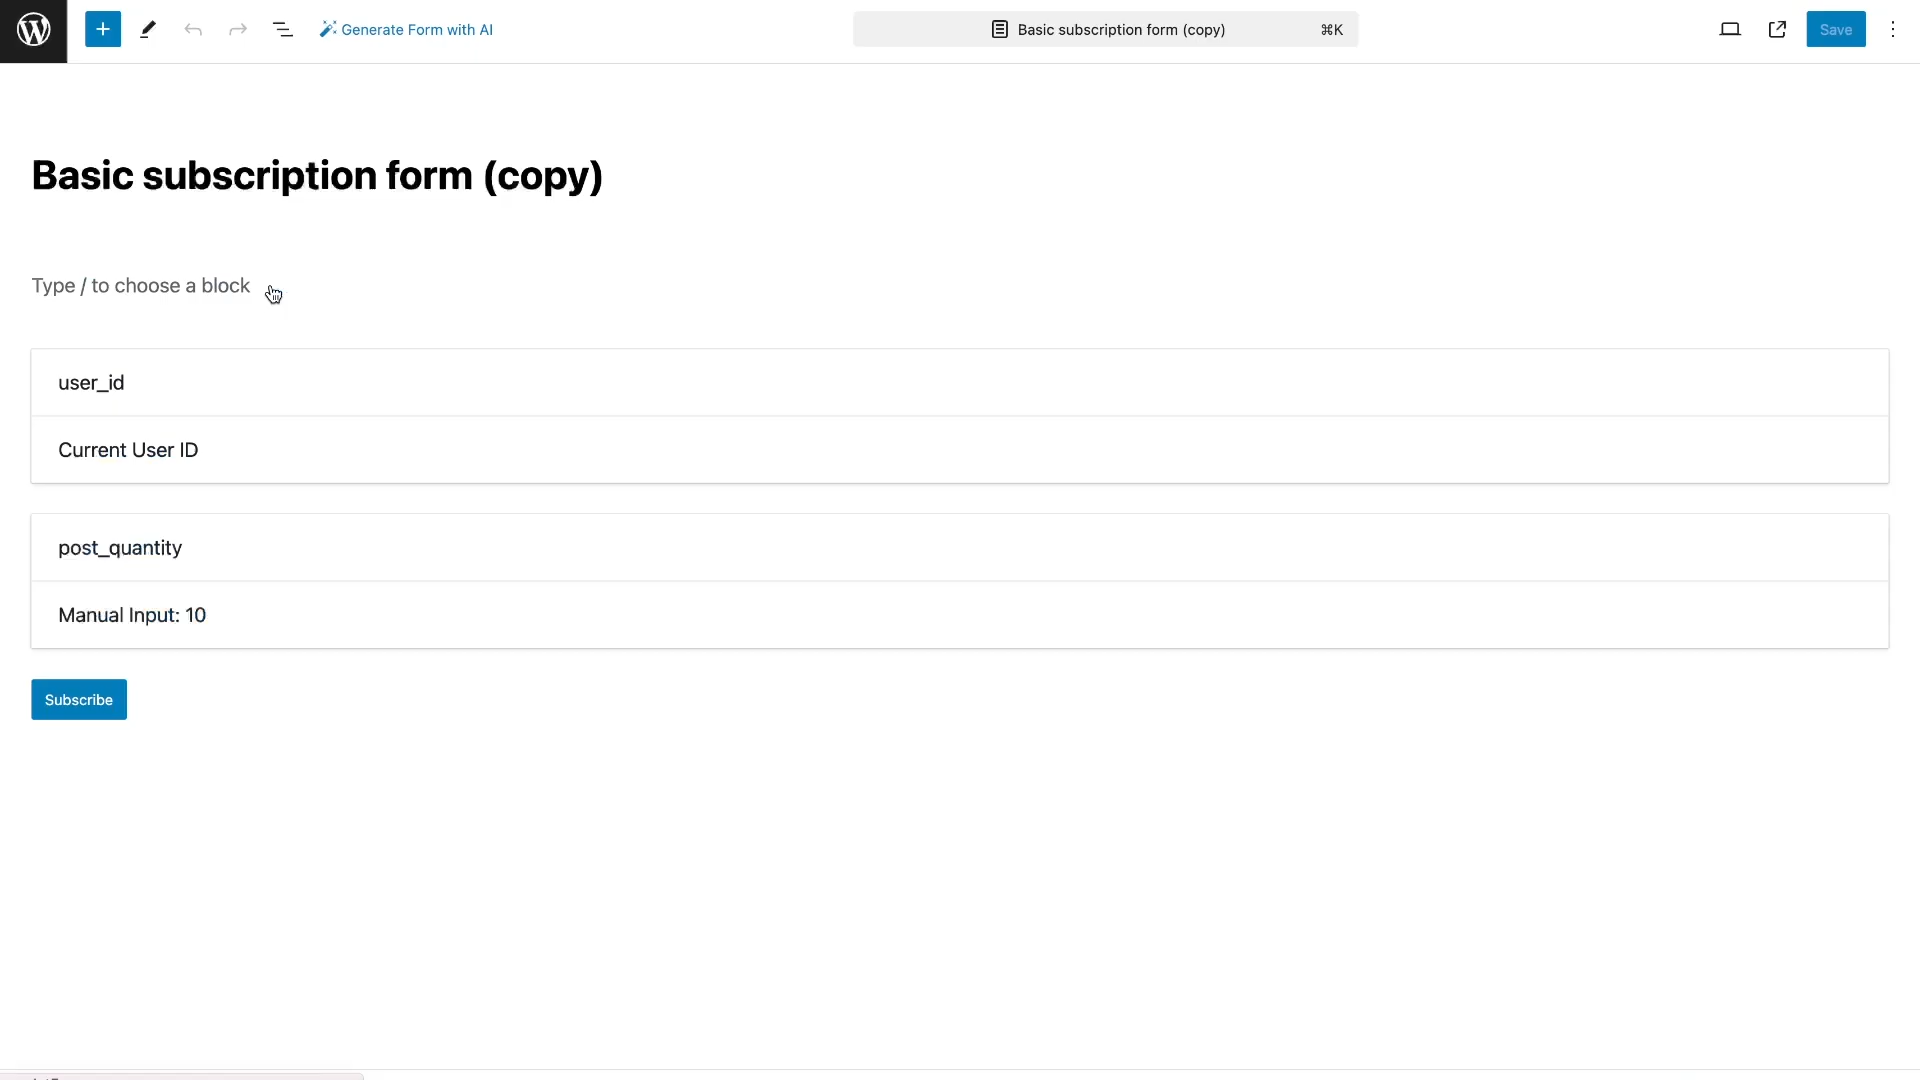 Generate Form with AI
Basic subscription form (copy) ⌘K
Save
Basic subscription form (copy)
Type / to choose a block
user_id
Current User ID
post_quantity
Manual Input: 10
Subscribe